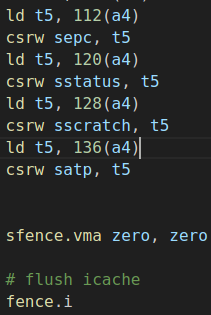 ld t5, 112(a4)
csrw sepc, t5
ld t5, 120(a4)
csrw sstatus, t5
ld t5, 128(a4)
csrw sscratch, t5
ld t5, 136(a4)
csrw satp, t5
sfence.vma zero, zero
# flush icache
fence.i